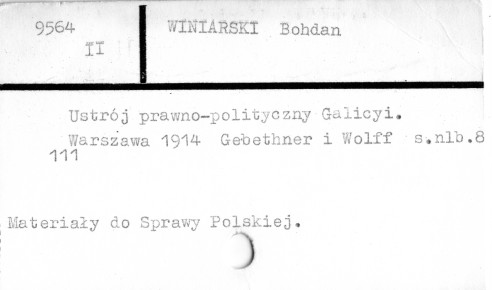 9564
II
WINIARSKI Bohdan
Ustrój prawno-polityczny Galicyi.
Warszawa 1914 Gebethner i Wolff s.nlb.8
111
Materiały do Sprawy Polskiej.